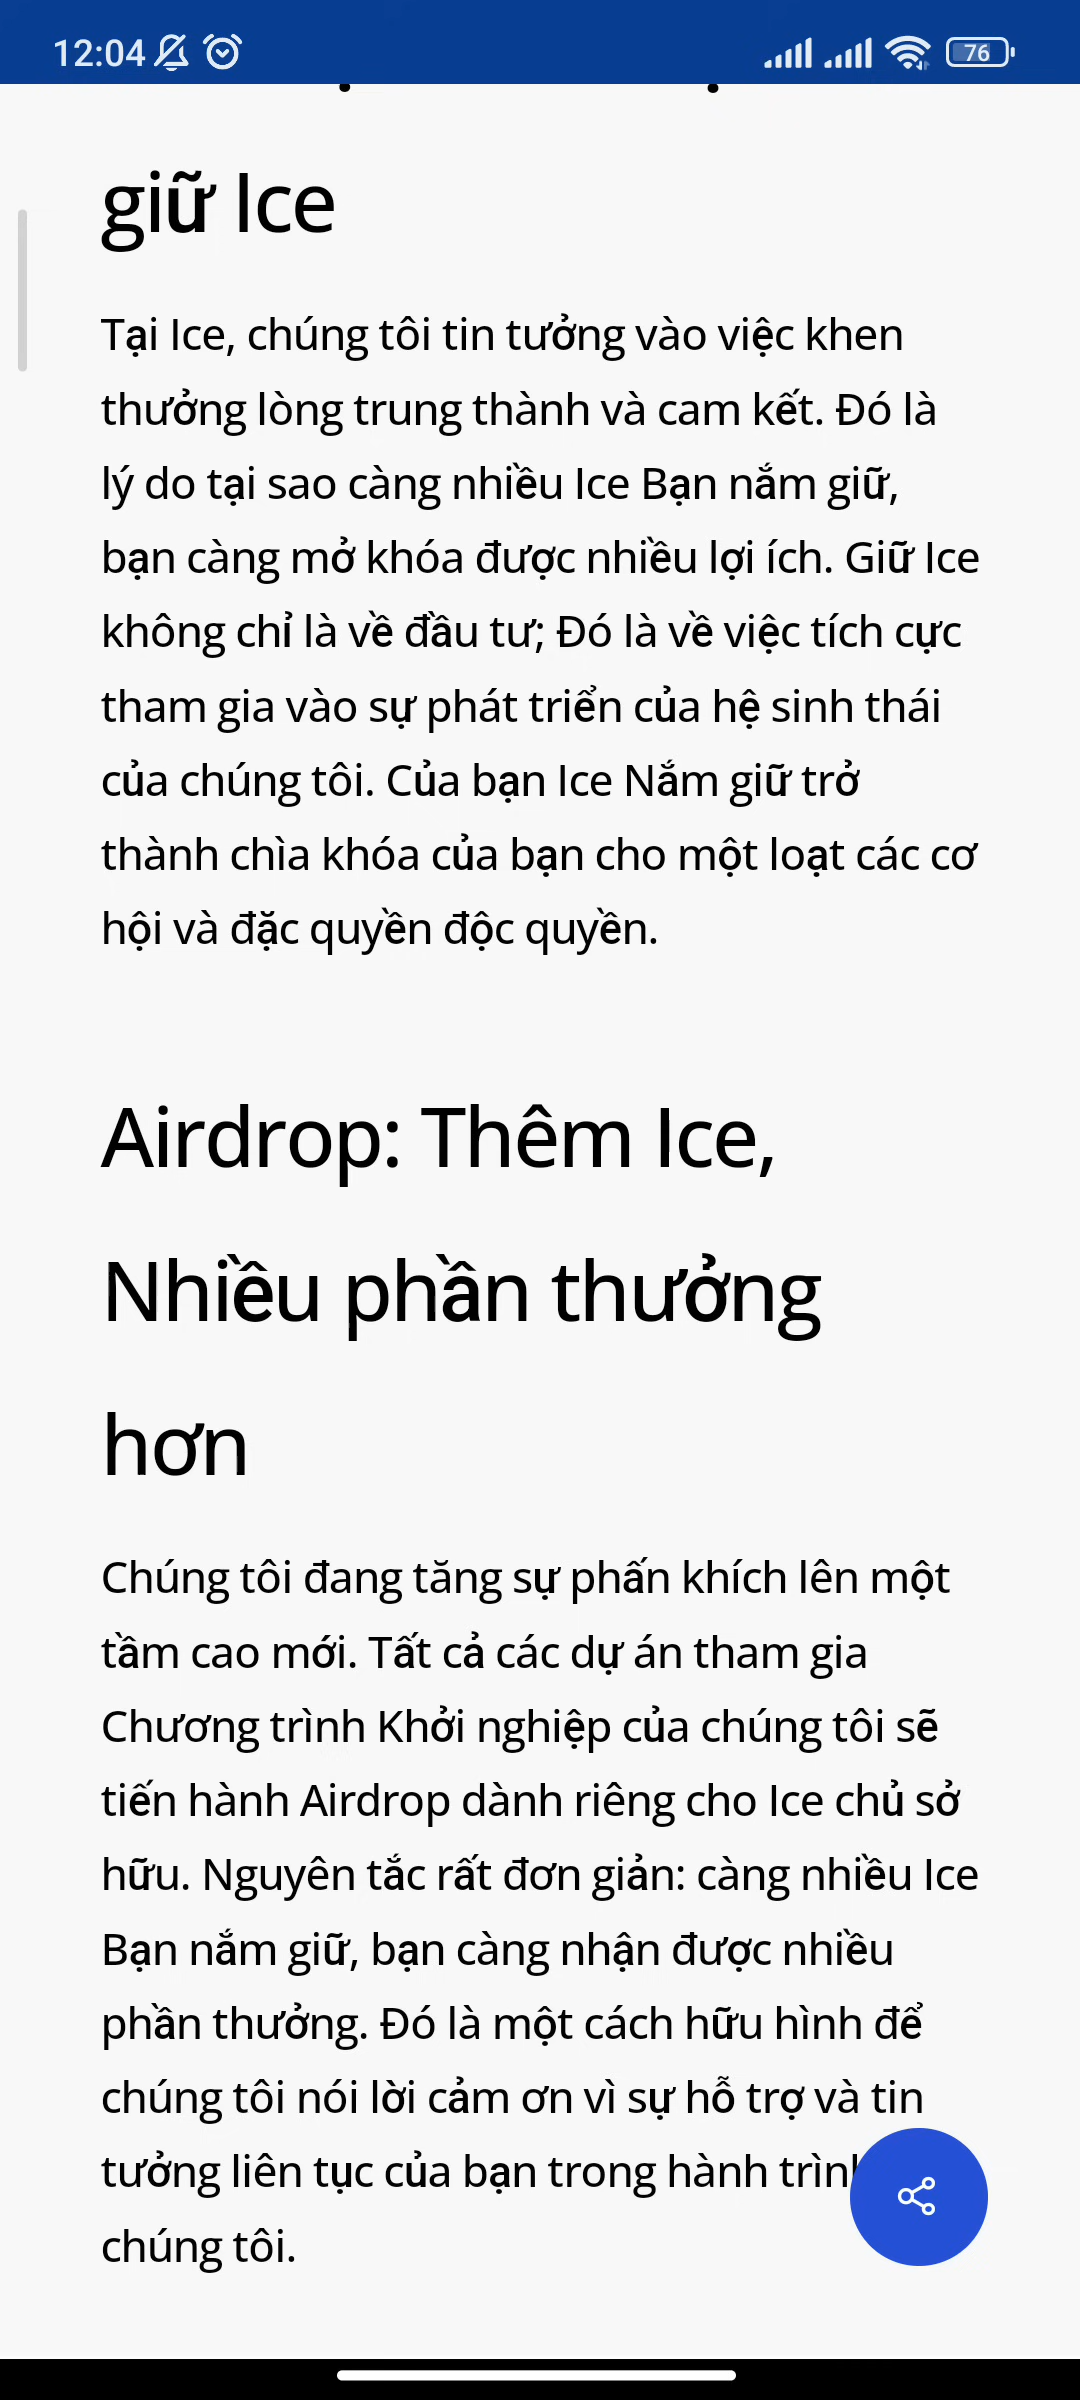 12:04
76
giữ Ice
Tại Ice, chúng tôi tin tưởng vào việc khen
thưởng lòng trung thành và cam kết. Đó là
lý do tại sao càng nhiều Ice Bạn nắm giữ,
bạn càng mở khóa được nhiều lợi ích. Giữ Ice
không chỉ là về đầu tư; Đó là về việc tích cực
tham gia vào sự phát triển của hệ sinh thái
của chúng tôi. Của bạn Ice Nắm giữ trở
thành chìa khóa của bạn cho một loạt các cơ
hội và đặc quyền độc quyền.
Airdrop: Thêm Ice,
Nhiều phần thưởng
hơn
Chúng tôi đang tăng sự phấn khích lên một
tầm cao mới. Tất cả các dự án tham gia
Chương trình Khởi nghiệp của chúng tôi sẽ
tiến hành Airdrop dành riêng cho Ice chủ sở
hữu. Nguyên tắc rất đơn giản: càng nhiều Ice
Bạn nắm giữ, bạn càng nhận được nhiều
phần thưởng. Đó là một cách hữu hình để
chúng tôi nói lời cảm ơn vì sự hỗ trợ và tin
tưởng liên tục của bạn trong hành trình
chúng tôi.